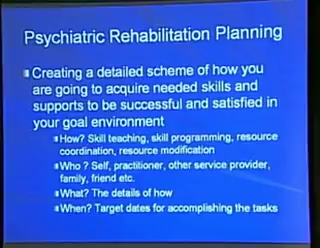 Psychiatric Rehabilitation Planning
Creating a detailed scheme of how you
are going to acquire needed skills and
supports to be successful and satisfied in
your goal environment
How? Skill teaching, skill programming, resource
coordination, resource modification
Who ? Self, practitioner, other service provider,
family, friend etc.
What? The details of how
When? Target dates for accomplishing the tasks